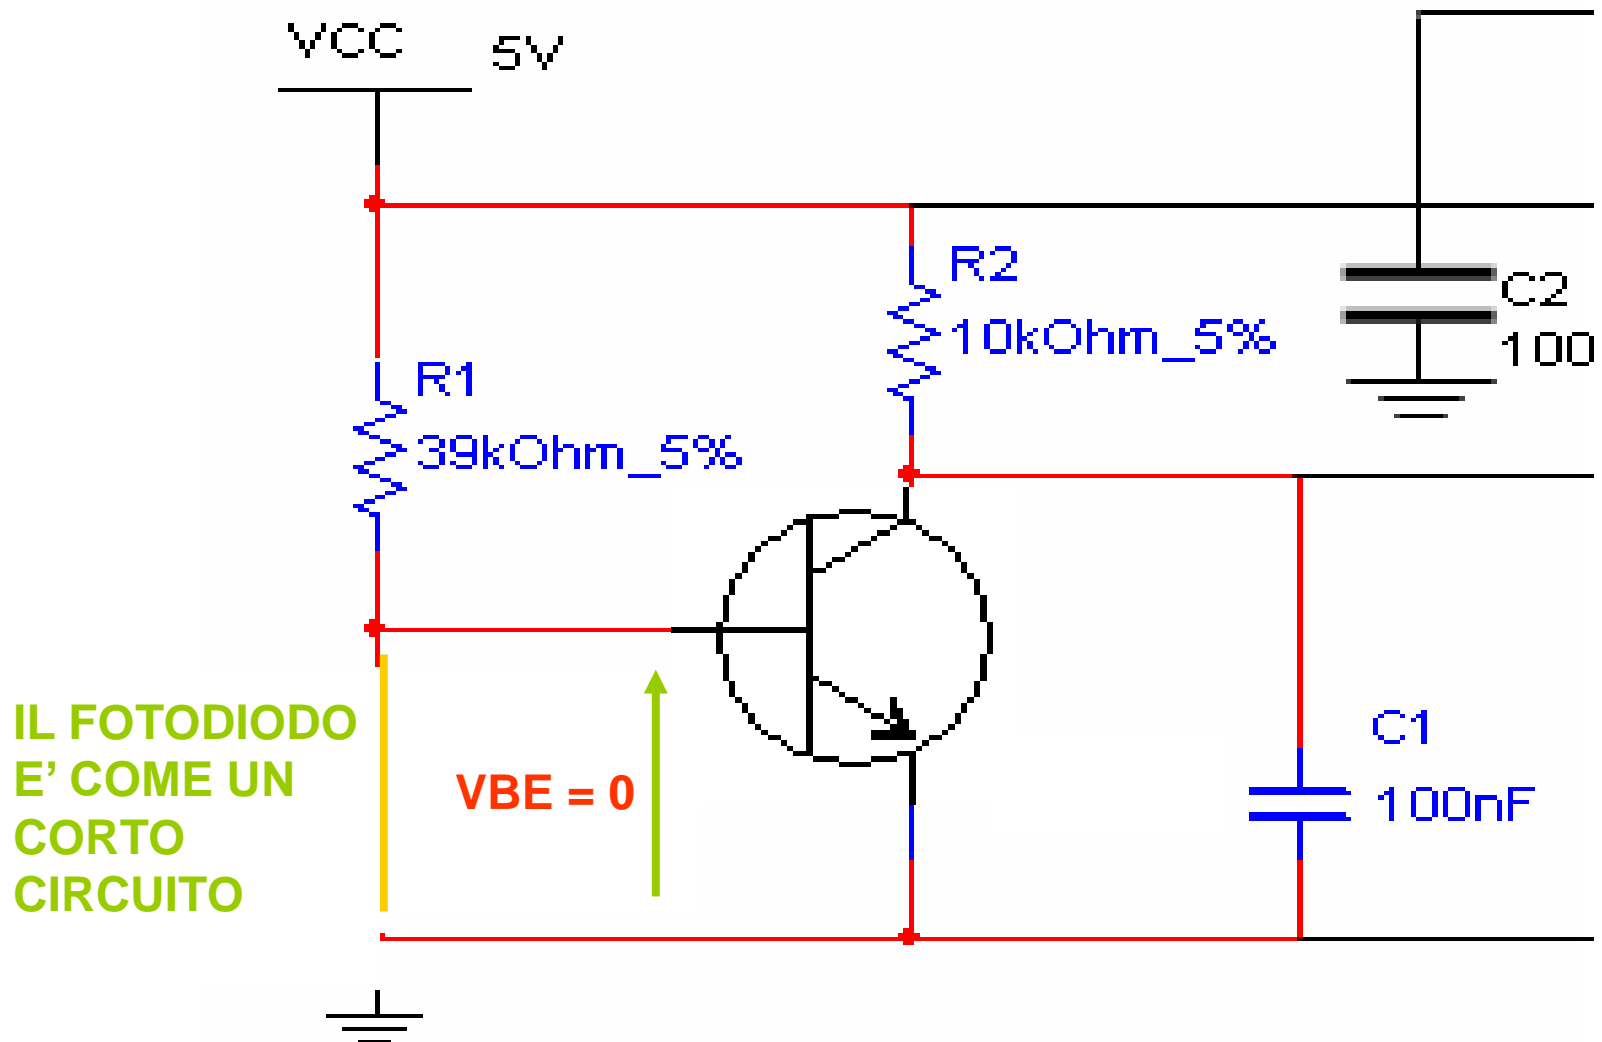 VCC 5V
R2
10kOhm_5%
C2
100
R1
39kOhm_5%
IL FOTODIODO
E’ COME UN
CORTO
CIRCUITO
VBE = 0
C1
100nF